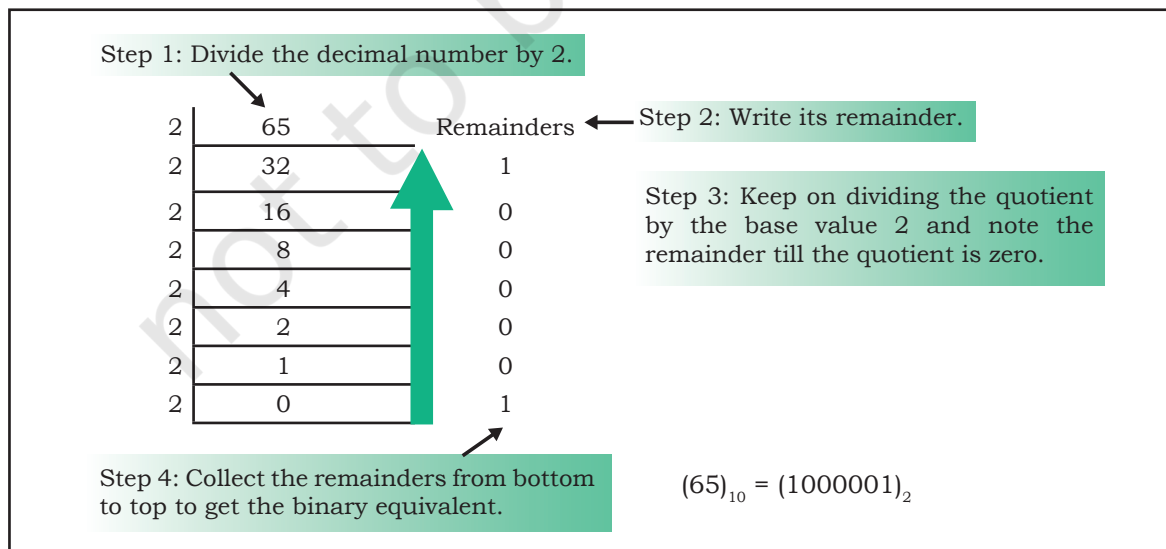 Step 1: Divide the decimal number by 2.
2 65 Remainders
Step 2: Write its remainder.
2 32 1
2 16 0
2 8 0
2 4 0
2 2 0
2 1 0
2 0 1
Step 3: Keep on dividing the quotient
by the base value 2 and note the
remainder till the quotient is zero.
Step 4: Collect the remainders from bottom
to top to get the binary equivalent.
(65)₁₀ = (1000001)₂
not to b